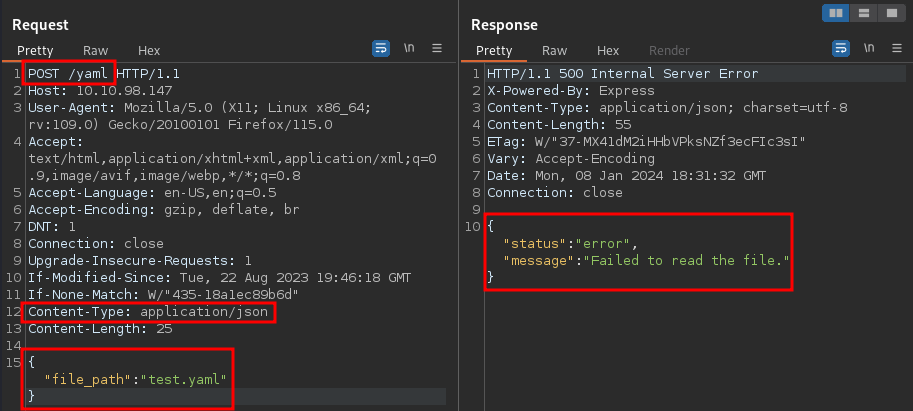 Request
Pretty Raw Hex
\n
1 POST /yaml HTTP/1.1
2 Host: 10.10.98.147
3 User-Agent: Mozilla/5.0 (X11; Linux x86_64;
rv:109.0) Gecko/20100101 Firefox/115.0
4 Accept:
text/html,application/xhtml+xml,application/xml;q=0
.9,image/avif,image/webp,*/*;q=0.8
5 Accept-Language: en-US,en;q=0.5
6 Accept-Encoding: gzip, deflate, br
7 DNT: 1
8 Connection: close
9 Upgrade-Insecure-Requests: 1
10 If-Modified-Since: Tue, 22 Aug 2023 19:46:18 GMT
11 If-None-Match: W/"435-18a1ec89b6d"
12 Content-Type: application/json
13 Content-Length: 25
14
15 {
"file_path":"test.yaml"
}
Response
Pretty Raw Hex Render
\n
1 HTTP/1.1 500 Internal Server Error
2 X-Powered-By: Express
3 Content-Type: application/json; charset=utf-8
4 Content-Length: 55
5 ETag: W/"37-MX41dM2iHHbVPksNZf3ecFIc3sI"
6 Vary: Accept-Encoding
7 Date: Mon, 08 Jan 2024 18:31:32 GMT
8 Connection: close
9
10 {
"status":"error",
"message":"Failed to read the file."
}